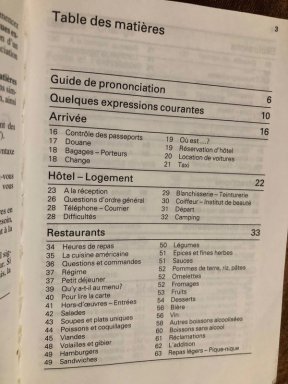 Table des matières
3
Guide de prononciation 6
Quelques expressions courantes 10
Arrivée 16
16 Contrôle des passeports
17 Douane
18 Bagages – Porteurs
18 Change
19 Où est ...?
19 Réservation d'hôtel
20 Location de voitures
21 Taxi
Hôtel – Logement 22
23 A la réception
26 Questions d'ordre général
28 Téléphone – Courrier
28 Difficultés
29 Blanchisserie – Teinturerie
30 Coiffeur – Institut de beauté
31 Départ
32 Camping
Restaurants 33
34 Heures de repas
35 La cuisine américaine
36 Questions et commandes
37 Régime
37 Petit déjeuner
39 Qu'y a-t-il au menu?
40 Pour lire la carte
41 Hors-d'œuvres – Entrées
42 Salades
43 Soupes et plats uniques
44 Poissons et coquillages
45 Viandes
48 Volailles et gibier
49 Hamburgers
49 Sandwiches
50 Légumes
51 Epices et fines herbes
51 Sauces
52 Pommes de terre, riz, pâtes
52 Omelettes
52 Fromages
53 Fruits
54 Desserts
56 Bière
56 Vin
58 Autres boissons alcoolisées
60 Boissons sans alcool
61 Réclamations
62 L'addition
63 Repas légers – Pique-nique